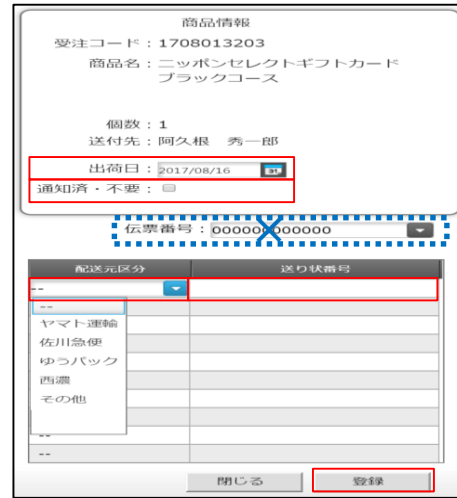 商品情報
受注コード：1708013203
商品名：ニッポンセレクトギフトカード
ブラックコース
個数：1
送付先：阿久根 秀一郎
出荷日：2017/08/16 31
通知済・不要：
伝票番号：000000000000
配送元区分 送り状番号
--
--
ヤマト運輸
佐川急便
ゆうパック
西濃
その他
--
--
閉じる 登録